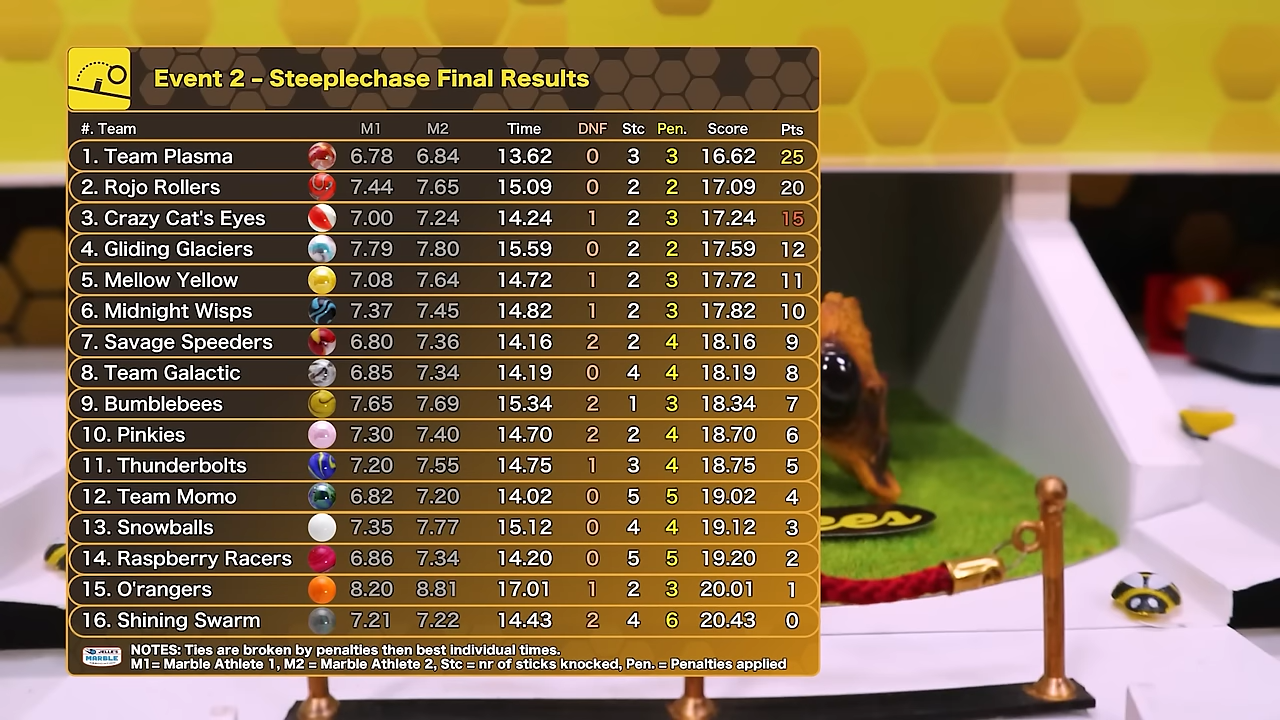 Event 2 – Steeplechase Final Results
#. Team M1 M2 Time DNF Stc Pen. Score Pts
1. Team Plasma 6.78 6.84 13.62 0 3 3 16.62 25
2. Rojo Rollers 7.44 7.65 15.09 0 2 2 17.09 20
3. Crazy Cat's Eyes 7.00 7.24 14.24 1 2 3 17.24 15
4. Gliding Glaciers 7.79 7.80 15.59 0 2 2 17.59 12
5. Mellow Yellow 7.08 7.64 14.72 1 2 3 17.72 11
6. Midnight Wisps 7.37 7.45 14.82 1 2 3 17.82 10
7. Savage Speeders 6.80 7.36 14.16 2 2 4 18.16 9
8. Team Galactic 6.85 7.34 14.19 0 4 4 18.19 8
9. Bumblebees 7.65 7.69 15.34 2 1 3 18.34 7
10. Pinkies 7.30 7.40 14.70 2 2 4 18.70 6
11. Thunderbolts 7.20 7.55 14.75 1 3 4 18.75 5
12. Team Momo 6.82 7.20 14.02 0 5 5 19.02 4
13. Snowballs 7.35 7.77 15.12 0 4 4 19.12 3
14. Raspberry Racers 6.86 7.34 14.20 0 5 5 19.20 2
15. O'rangers 8.20 8.81 17.01 1 2 3 20.01 1
16. Shining Swarm 7.21 7.22 14.43 2 4 6 20.43 0
JELLE'S
MARBLE
NOTES: Ties are broken by penalties then best individual times.
M1= Marble Athlete 1, M2 = Marble Athlete 2, Stc = nr of sticks knocked, Pen. = Penalties applied